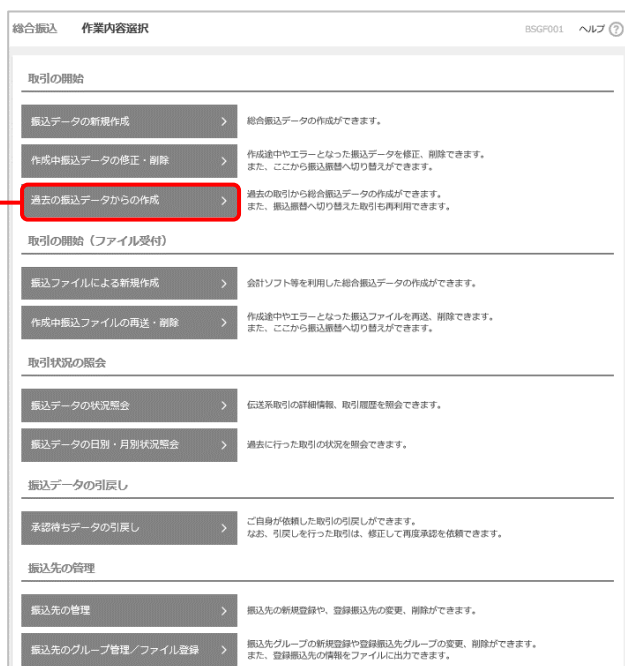 総合振込 作業内容選択 BSGF001 ヘルプ ?
取引の開始
振込データの新規作成 総合振込データの作成ができます。
作成中振込データの修正・削除 作成途中やエラーとなった振込データを修正、削除できます。
また、ここから振込振替へ切り替えができます。
過去の振込データからの作成 過去の取引から総合振込データの作成ができます。
また、振込振替へ切り替えた取引も再利用できます。
取引の開始（ファイル受付）
振込ファイルによる新規作成 会計ソフト等を利用した総合振込データの作成ができます。
作成中振込ファイルの再送・削除 作成途中やエラーとなった振込ファイルを再送、削除できます。
また、ここから振込振替へ切り替えができます。
取引状況の照会
振込データの状況照会 伝送系取引の詳細情報、取引履歴を照会できます。
振込データの日別・月別状況照会 過去に行った取引の状況を照会できます。
振込データの引戻し
承認待ちデータの引戻し ご自身が依頼した取引の引戻しができます。
なお、引戻しを行った取引は、修正して再度承認を依頼できます。
振込先の管理
振込先の管理 振込先の新規登録や、登録振込先の変更、削除ができます。
振込先のグループ管理／ファイル登録 振込先グループの新規登録や登録振込先グループの変更、削除ができます。
また、登録振込先の情報をファイルに出力できます。